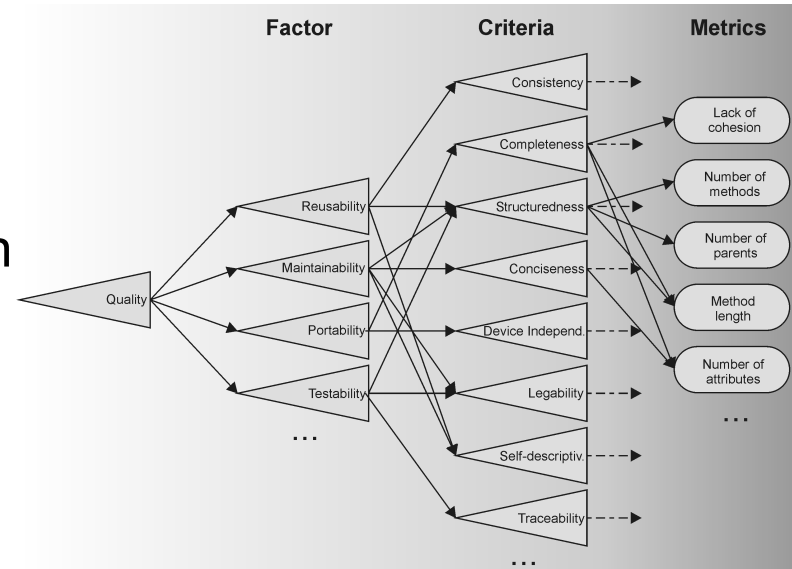 Factor
Criteria
Metrics
Consistency
Completeness
Structuredness
Conciseness
Device Independ.
Legability
Self-descriptiv.
Traceability
...
Reusability
Maintainability
Portability
Testability
...
Quality
n
Lack of
cohesion
Number of
methods
Number of
parents
Method
length
Number of
attributes
...